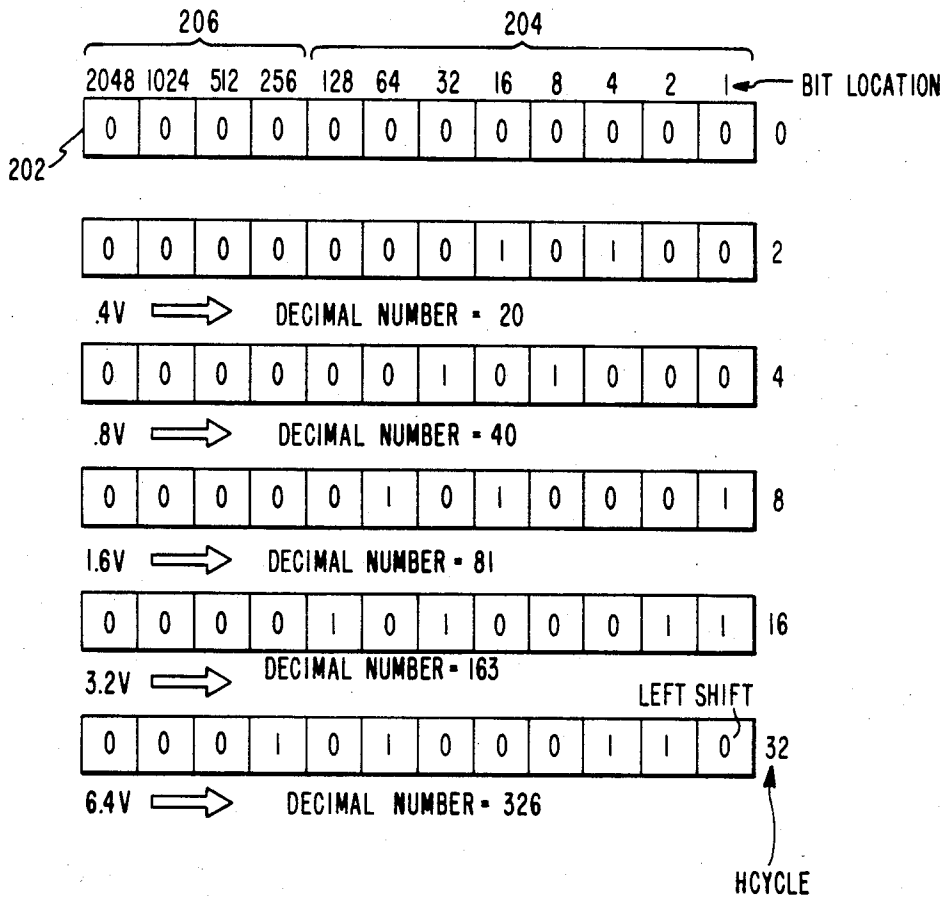 206 204
2048 1024 512 256 128 64 32 16 8 4 2 1 BIT LOCATION
0 0 0 0 0 0 0 0 0 0 0 0 0
202
0 0 0 0 0 0 0 1 0 1 0 0 2
.4V DECIMAL NUMBER = 20
0 0 0 0 0 0 1 0 1 0 0 0 4
.8V DECIMAL NUMBER = 40
0 0 0 0 0 1 0 1 0 0 0 1 8
1.6V DECIMAL NUMBER = 81
0 0 0 0 1 0 1 0 0 0 1 1 16
3.2V DECIMAL NUMBER = 163
LEFT SHIFT
0 0 0 1 0 1 0 0 0 1 1 0 32
6.4V DECIMAL NUMBER = 326
HCYCLE